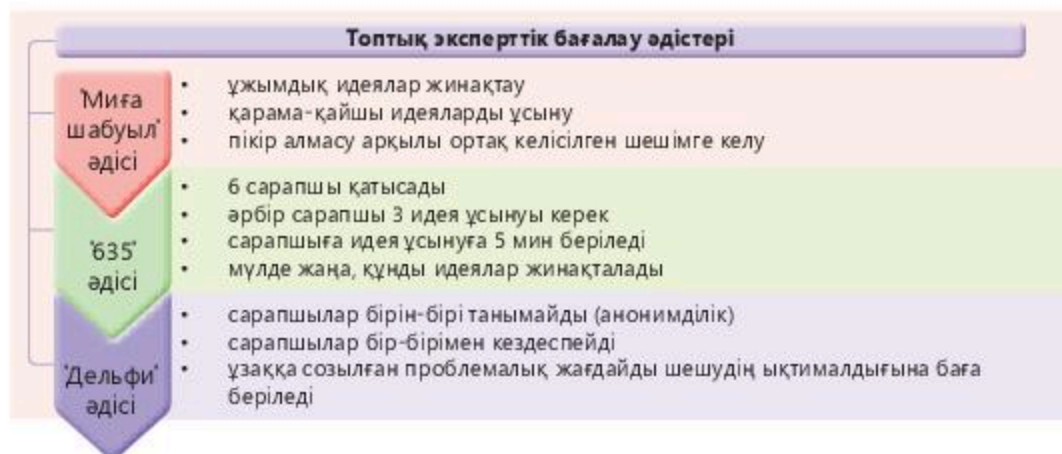 Топтық эксперттік бағалау әдістері
"Миға
шабуыл"
әдісі
• ұжымдық идеялар жинақтау
• қарама-қайшы идеяларды ұсыну
• пікір алмасу арқылы ортақ келісілген шешімге келу
"635"
әдісі
• 6 сарапшы қатысады
• әрбір сарапшы 3 идея ұсынуы керек
• сарапшыға идея ұсынуға 5 мин беріледі
• мүлде жаңа, құнды идеялар жинақталады
"Дельфи"
әдісі
• сарапшылар бірін-бірі танымайды (анонимділік)
• сарапшылар бір-бірімен кездеспейді
• ұзаққа созылған проблемалық жағдайды шешудің ықтималдығына баға
беріледі